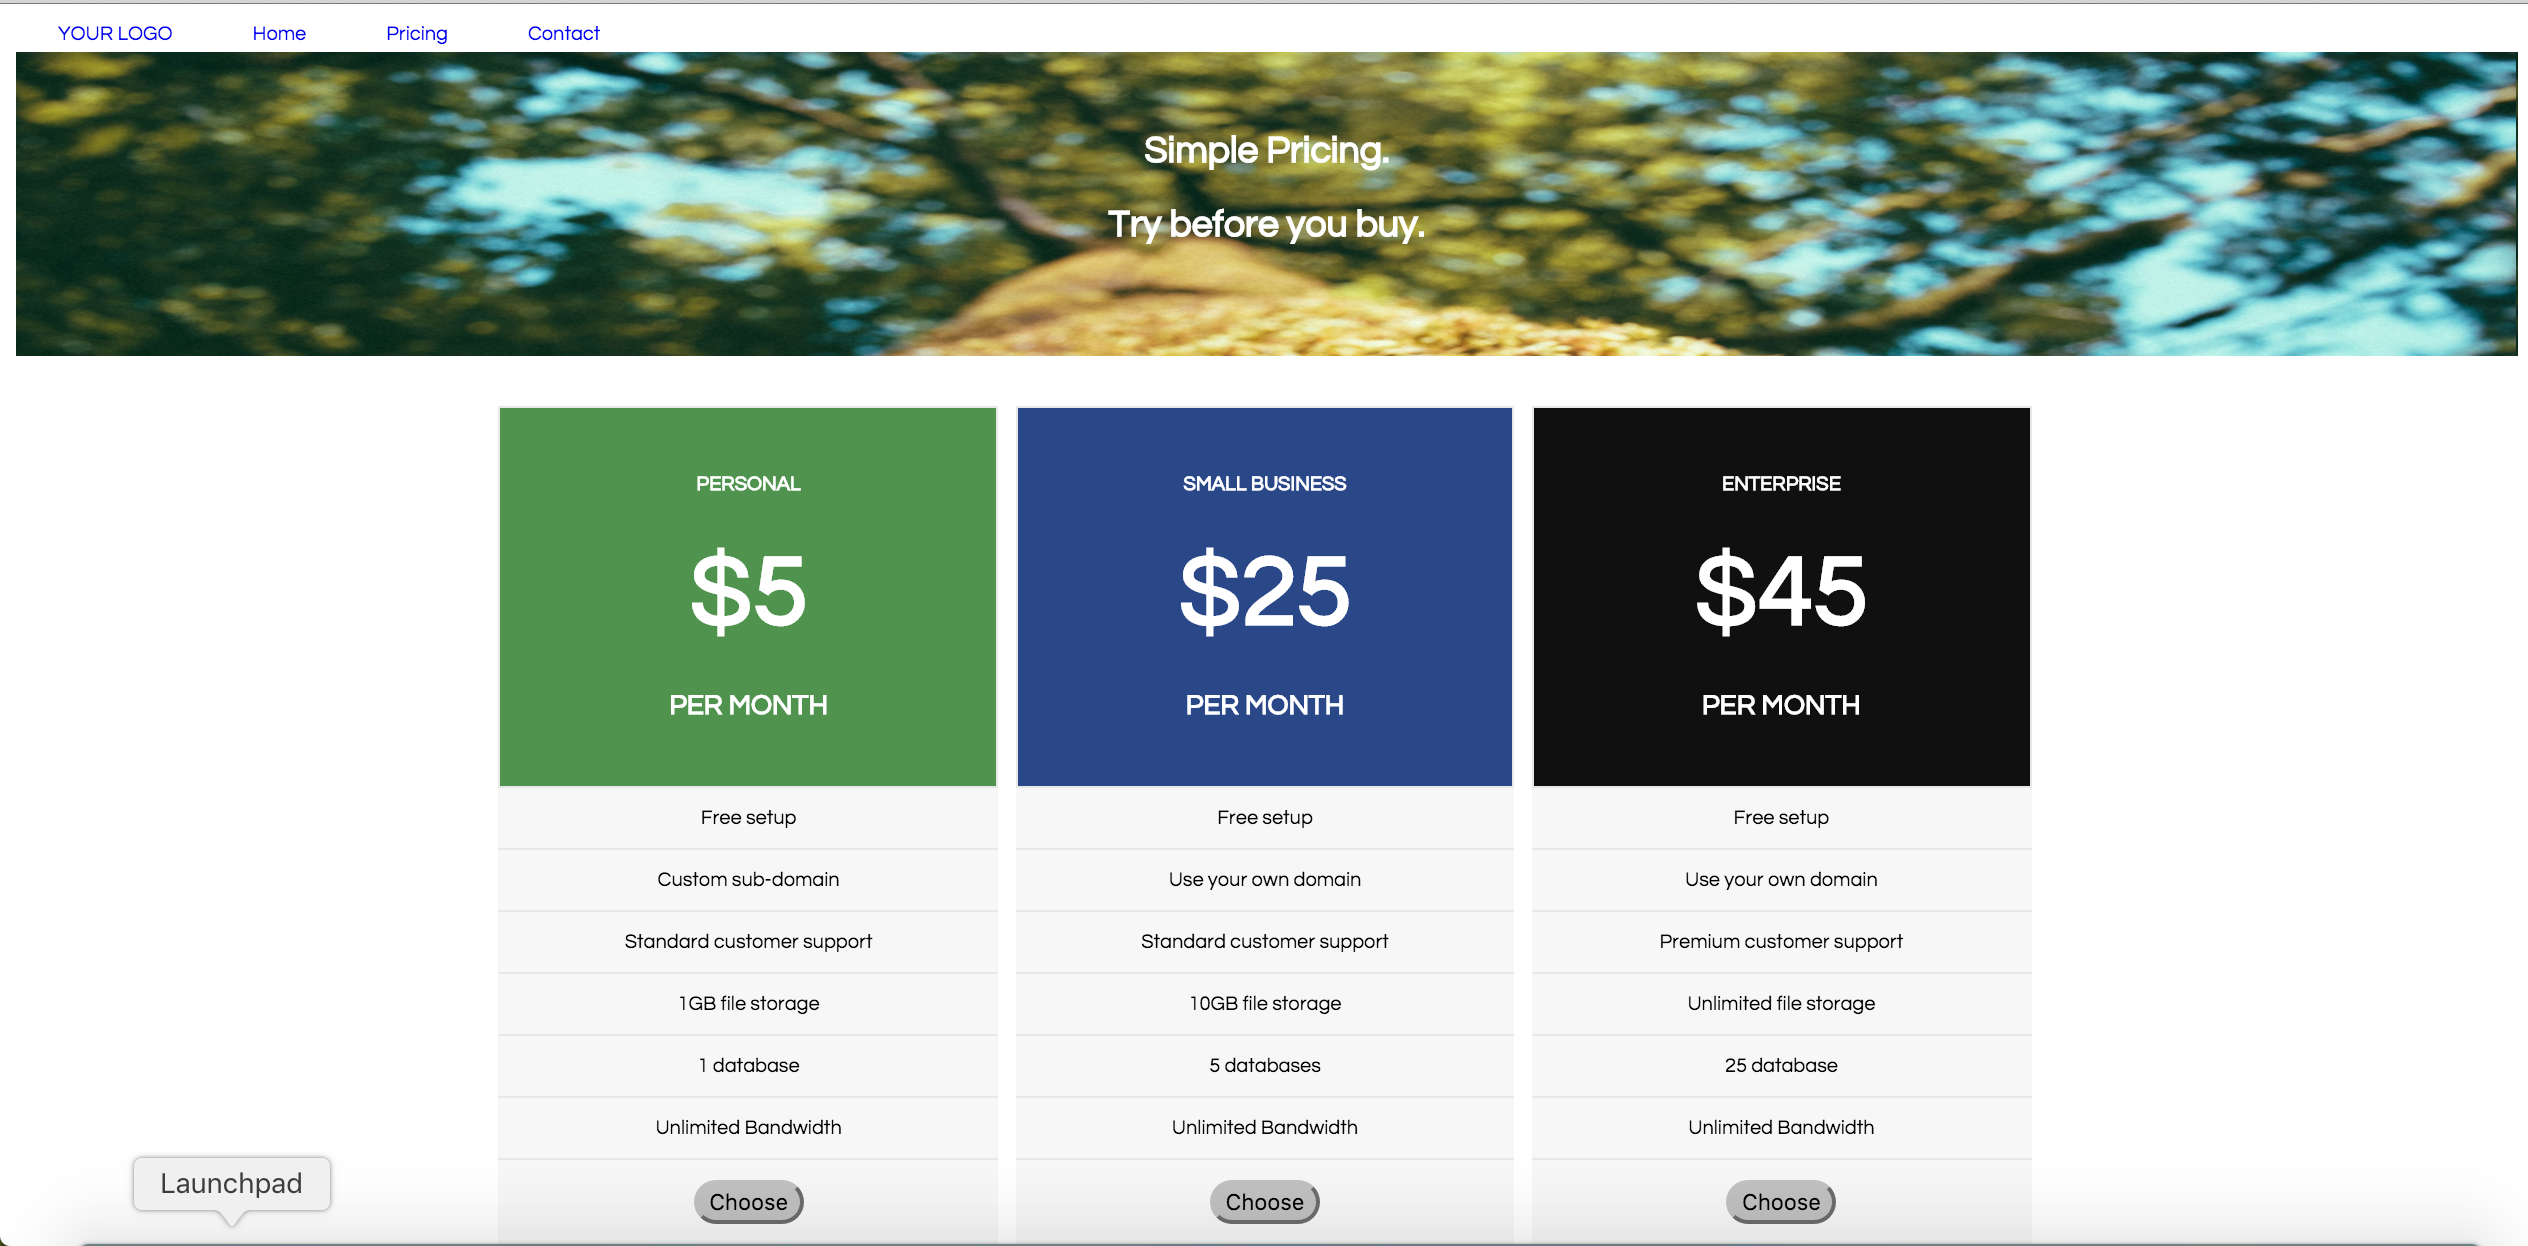 YOUR LOGO Home Pricing Contact
Simple Pricing.
Try before you buy.
PERSONAL
$5
PER MONTH
Free setup
Custom sub-domain
Standard customer support
1GB file storage
1 database
Unlimited Bandwidth
Choose
SMALL BUSINESS
$25
PER MONTH
Free setup
Use your own domain
Standard customer support
10GB file storage
5 databases
Unlimited Bandwidth
Choose
ENTERPRISE
$45
PER MONTH
Free setup
Use your own domain
Premium customer support
Unlimited file storage
25 database
Unlimited Bandwidth
Choose
Launchpad